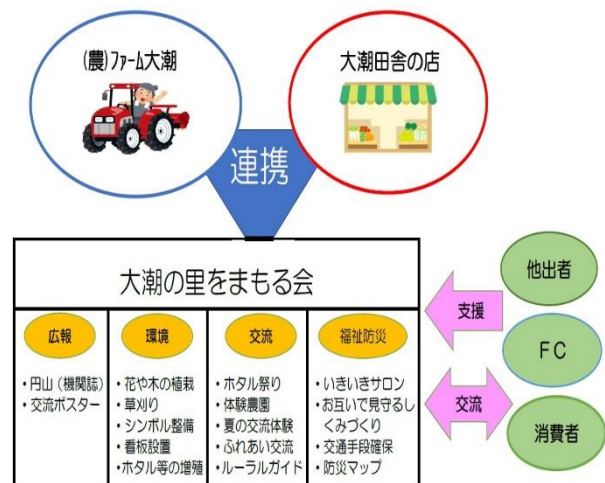 (農)ファーム大潮
大潮田舎の店
連携
大潮の里をまもる会
広報
・円山(機関誌)
・交流ポスター
環境
・花や木の植栽
・草刈り
・シンボル整備
・看板設置
・ホタル等の増殖
交流
・ホタル祭り
・体験農園
・夏の交流体験
・ふれあい交流
・ルーラルガイド
福祉防災
・いきいきサロン
・お互いで見守るし
くみづくり
・交通手段確保
・防災マップ
支援
交流
他出者
FC
消費者